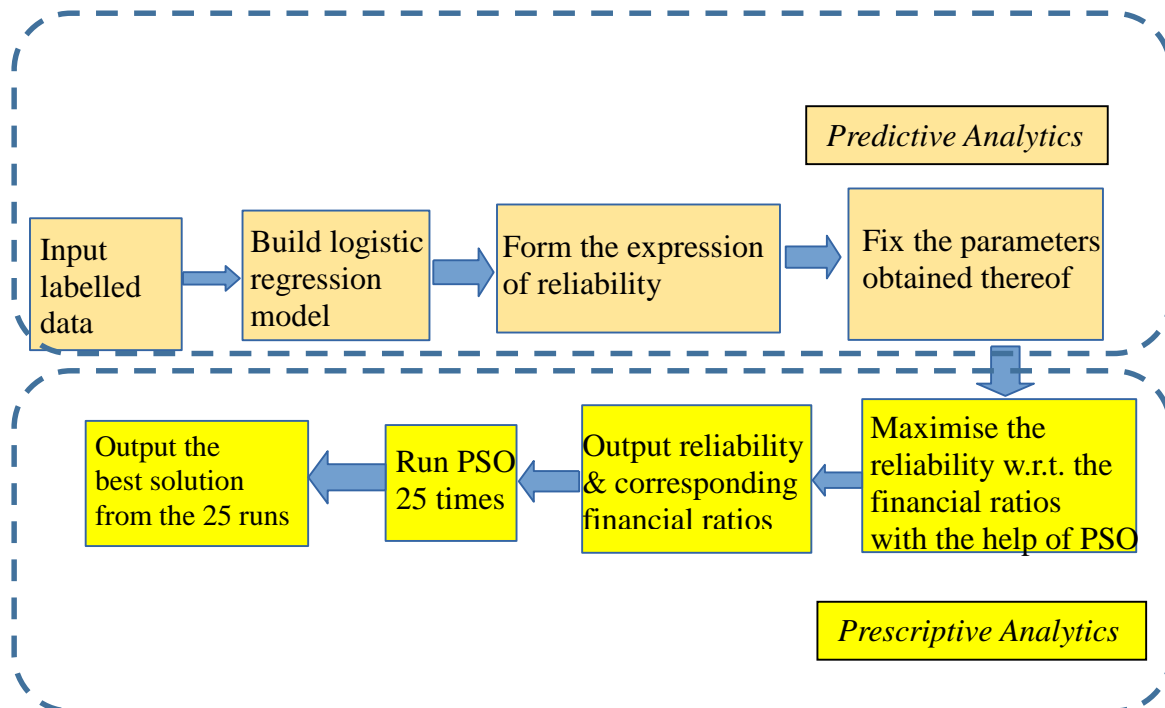 Predictive Analytics
Input
labelled
data
Build logistic
regression
model
Form the expression
of reliability
Fix the parameters
obtained thereof
Maximise the
reliability w.r.t. the
financial ratios
with the help of PSO
Output reliability
& corresponding
financial ratios
Run PSO
25 times
Output the
best solution
from the 25 runs
Prescriptive Analytics